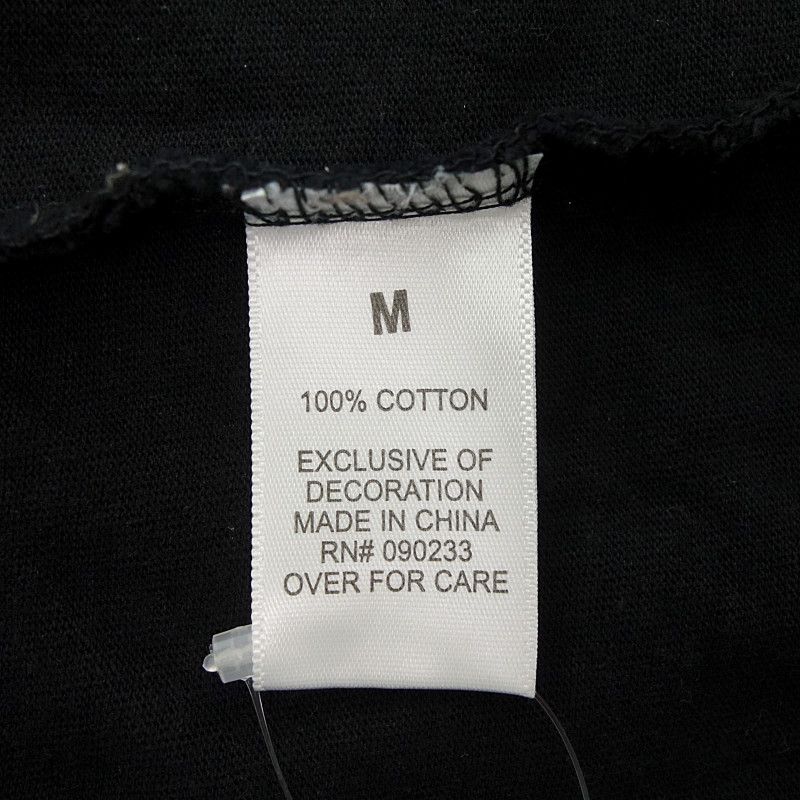 M
100% COTTON
EXCLUSIVE OF
DECORATION
MADE IN CHINA
RN# 090233
OVER FOR CARE